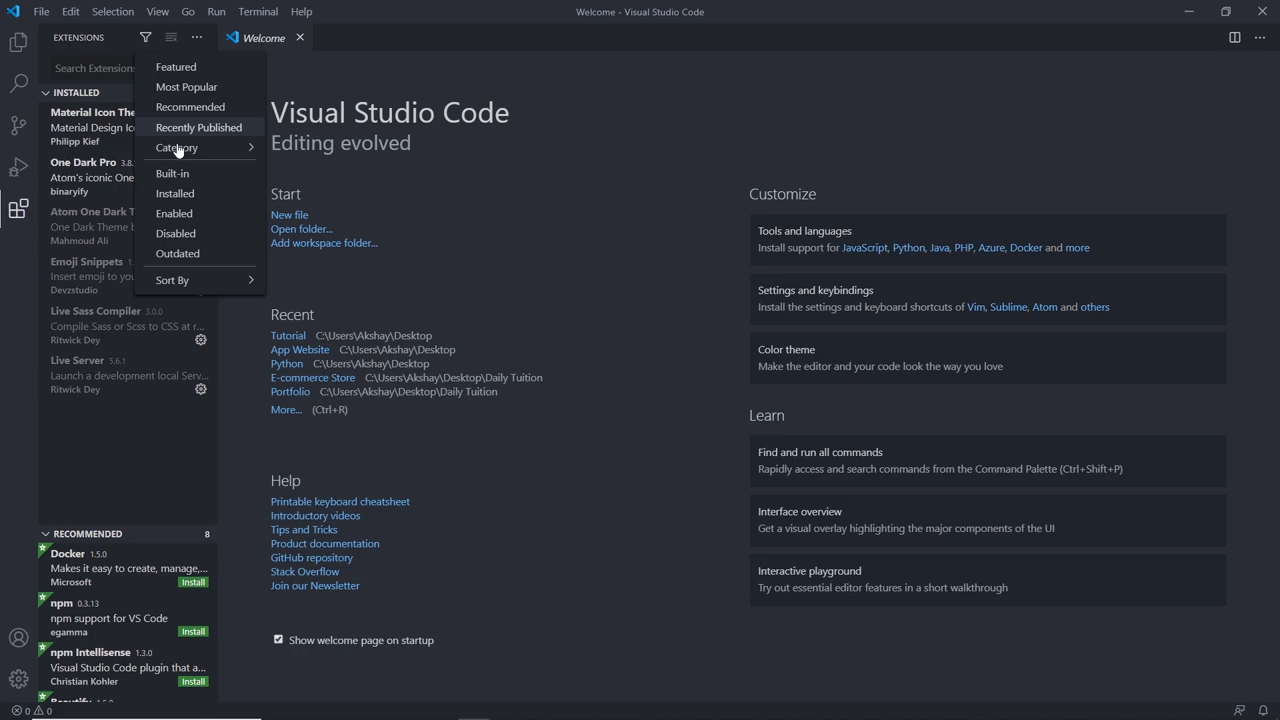 File Edit Selection View Go Run Terminal Help
Welcome - Visual Studio Code
EXTENSIONS
Welcome
Search Extensions
Featured
Most Popular
Recommended
Recently Published
Category
Built-in
Installed
Enabled
Disabled
Outdated
Sort By
INSTALLED
Material Icon The
Material Design Ic
Philipp Kief
One Dark Pro 3.8.
Atom's iconic One
binaryify
Atom One Dark T
One Dark Theme b
Mahmoud Ali
Emoji Snippets 1.
Insert emoji to you
Devzstudio
Live Sass Compiler 3.0.0
Compile Sass or Scss to CSS at r...
Ritwick Dey
Live Server 5.6.1
Launch a development local Serv...
Ritwick Dey
RECOMMENDED 8
Docker 1.5.0
Makes it easy to create, manage,...
Microsoft Install
npm 0.3.13
npm support for VS Code
egamma Install
npm Intellisense 1.3.0
Visual Studio Code plugin that a...
Christian Kohler Install
Visual Studio Code
Editing evolved
Start
New file
Open folder...
Add workspace folder...
Recent
Tutorial C:\Users\Akshay\Desktop
App Website C:\Users\Akshay\Desktop
Python C:\Users\Akshay\Desktop
E-commerce Store C:\Users\Akshay\Desktop\Daily Tuition
Portfolio C:\Users\Akshay\Desktop\Daily Tuition
More... (Ctrl+R)
Help
Printable keyboard cheatsheet
Introductory videos
Tips and Tricks
Product documentation
GitHub repository
Stack Overflow
Join our Newsletter
Show welcome page on startup
Customize
Tools and languages
Install support for JavaScript, Python, Java, PHP, Azure, Docker and more
Settings and keybindings
Install the settings and keyboard shortcuts of Vim, Sublime, Atom and others
Color theme
Make the editor and your code look the way you love
Learn
Find and run all commands
Rapidly access and search commands from the Command Palette (Ctrl+Shift+P)
Interface overview
Get a visual overlay highlighting the major components of the UI
Interactive playground
Try out essential editor features in a short walkthrough
0 0